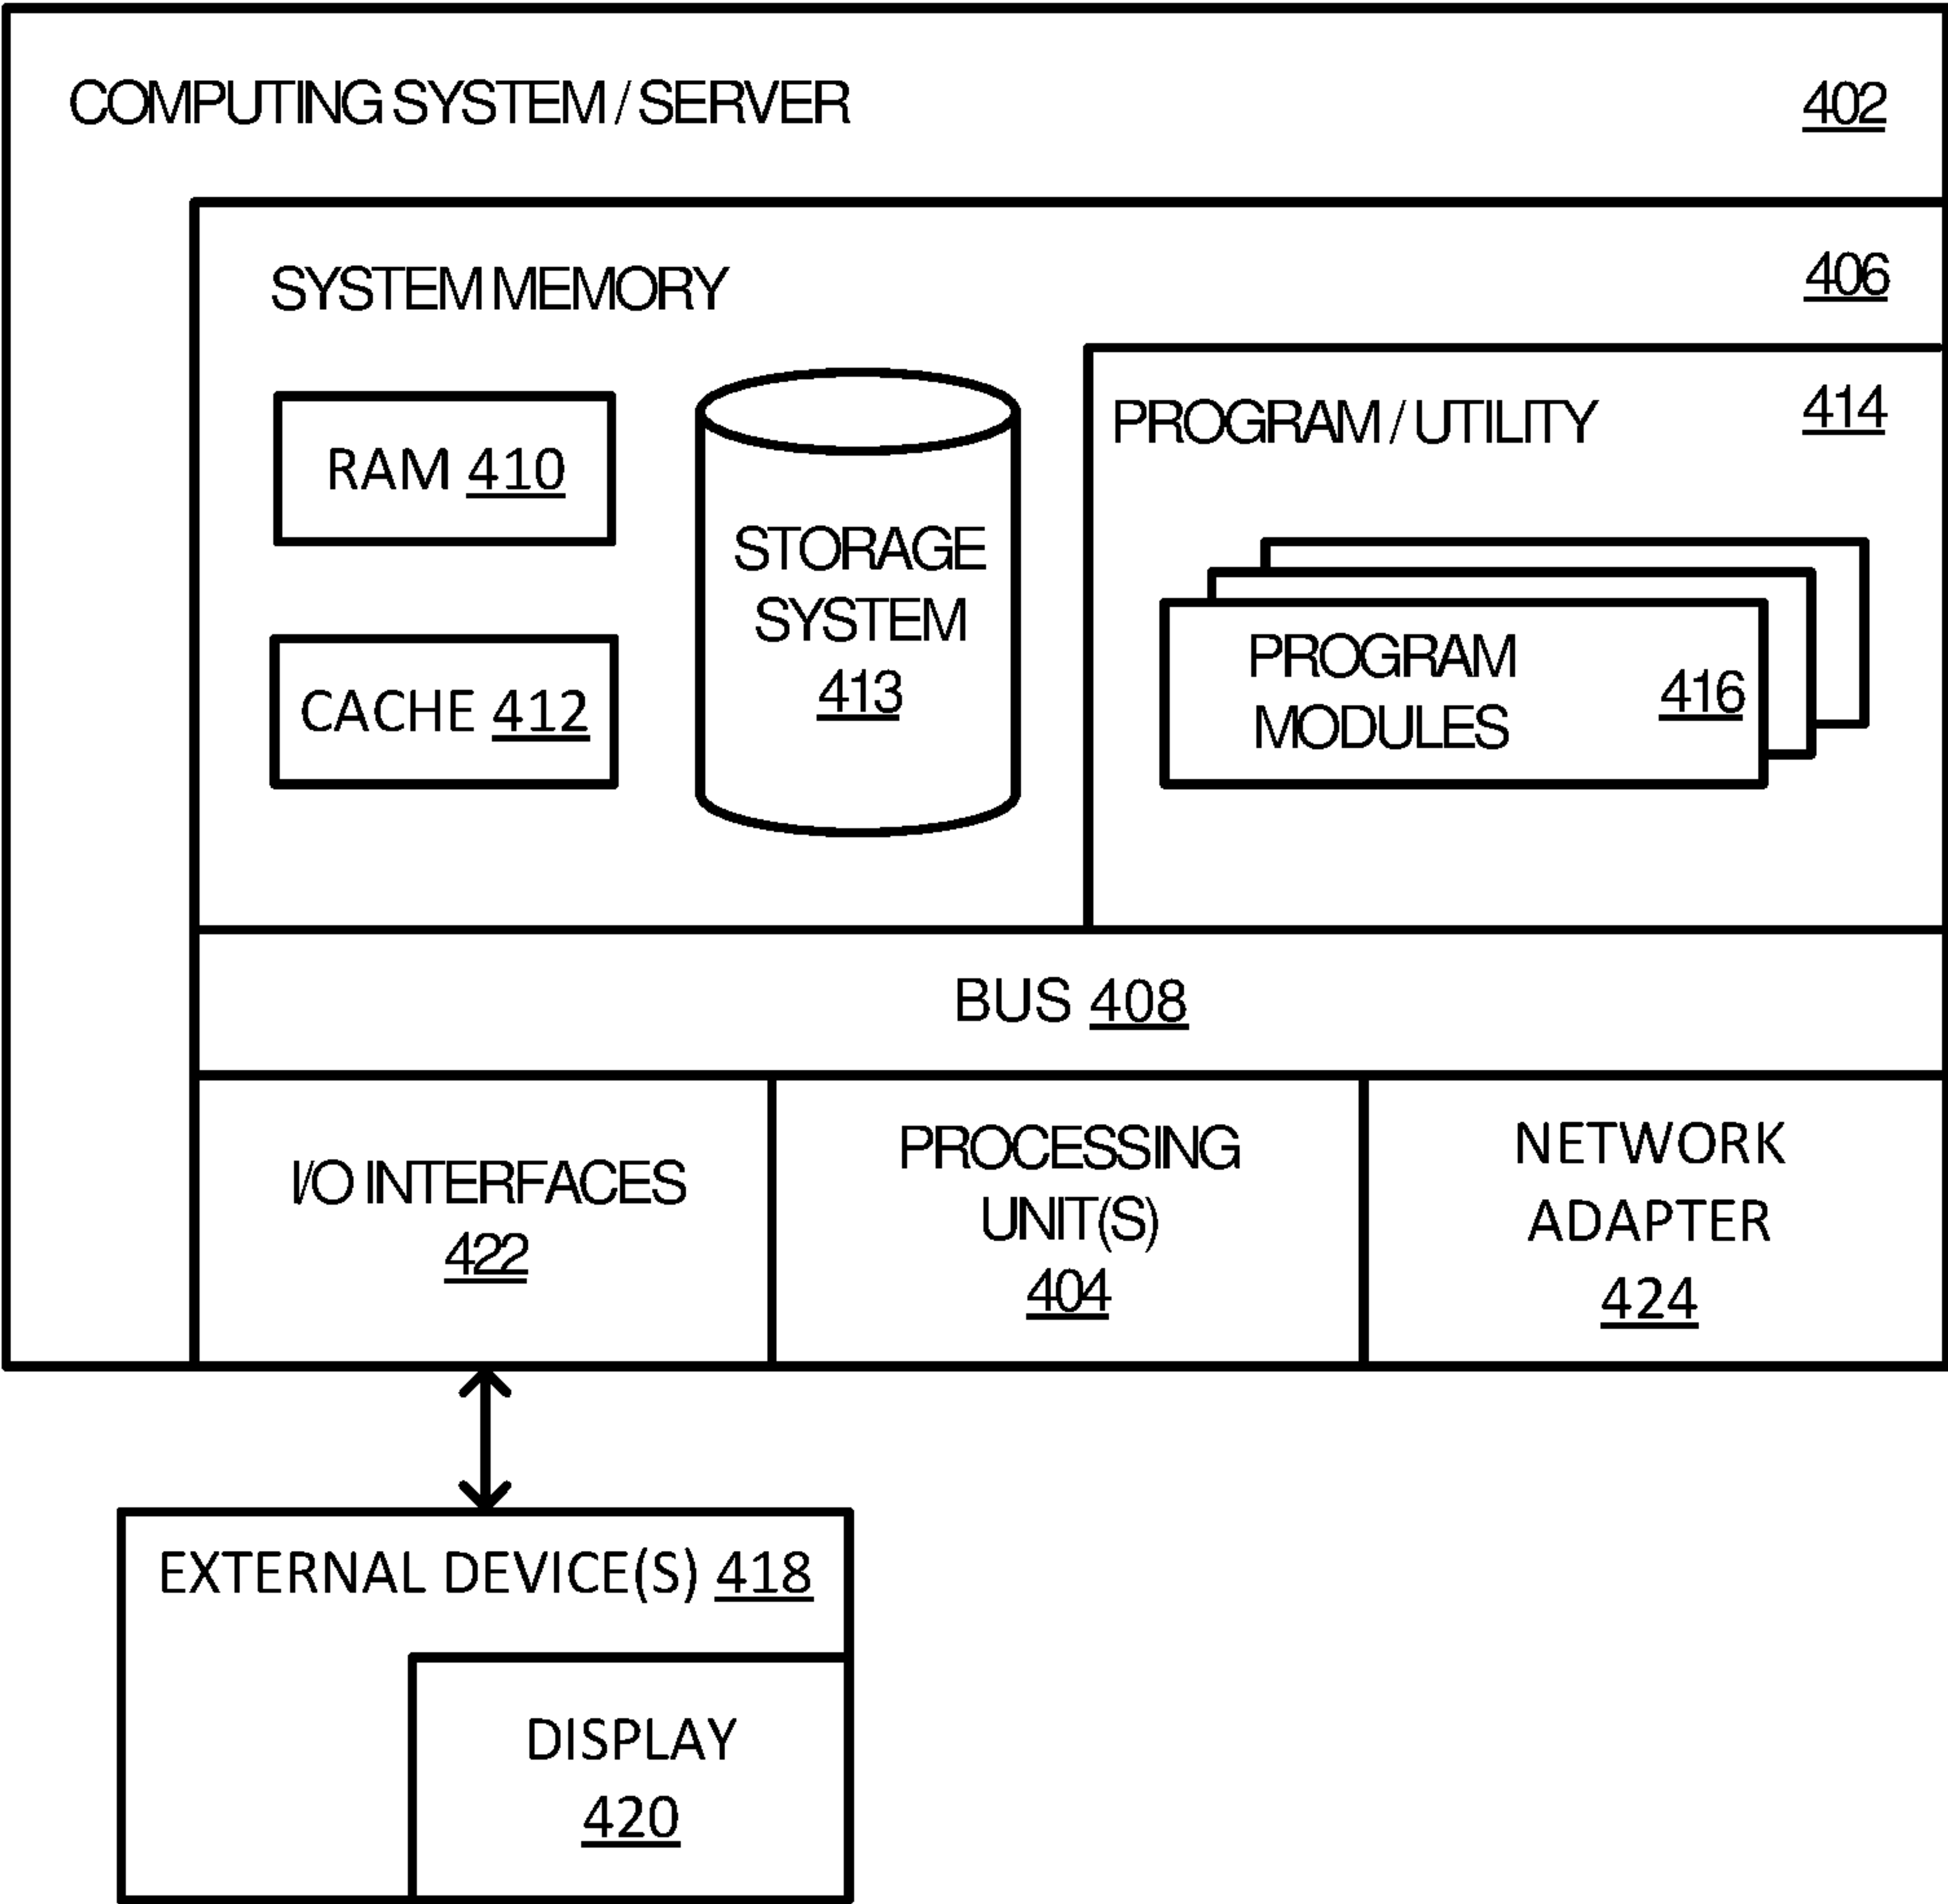 COMPUTING SYSTEM / SERVER 402
SYSTEM MEMORY 406
RAM 410
CACHE 412
STORAGE
SYSTEM
413
PROGRAM / UTILITY 414
PROGRAM
MODULES
416
BUS 408
I/O INTERFACES
422
PROCESSING
UNIT(S)
404
NETWORK
ADAPTER
424
EXTERNAL DEVICE(S) 418
DISPLAY
420